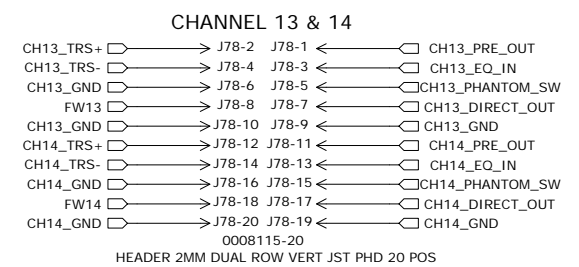 CHANNEL 13 & 14
CH13_TRS+ J78-2 J78-1 CH13_PRE_OUT
CH13_TRS- J78-4 J78-3 CH13_EQ_IN
CH13_GND J78-6 J78-5 CH13_PHANTOM_SW
FW13 J78-8 J78-7 CH13_DIRECT_OUT
CH13_GND J78-10 J78-9 CH13_GND
CH14_TRS+ J78-12 J78-11 CH14_PRE_OUT
CH14_TRS- J78-14 J78-13 CH14_EQ_IN
CH14_GND J78-16 J78-15 CH14_PHANTOM_SW
FW14 J78-18 J78-17 CH14_DIRECT_OUT
CH14_GND J78-20 J78-19 CH14_GND
0008115-20
HEADER 2MM DUAL ROW VERT JST PHD 20 POS